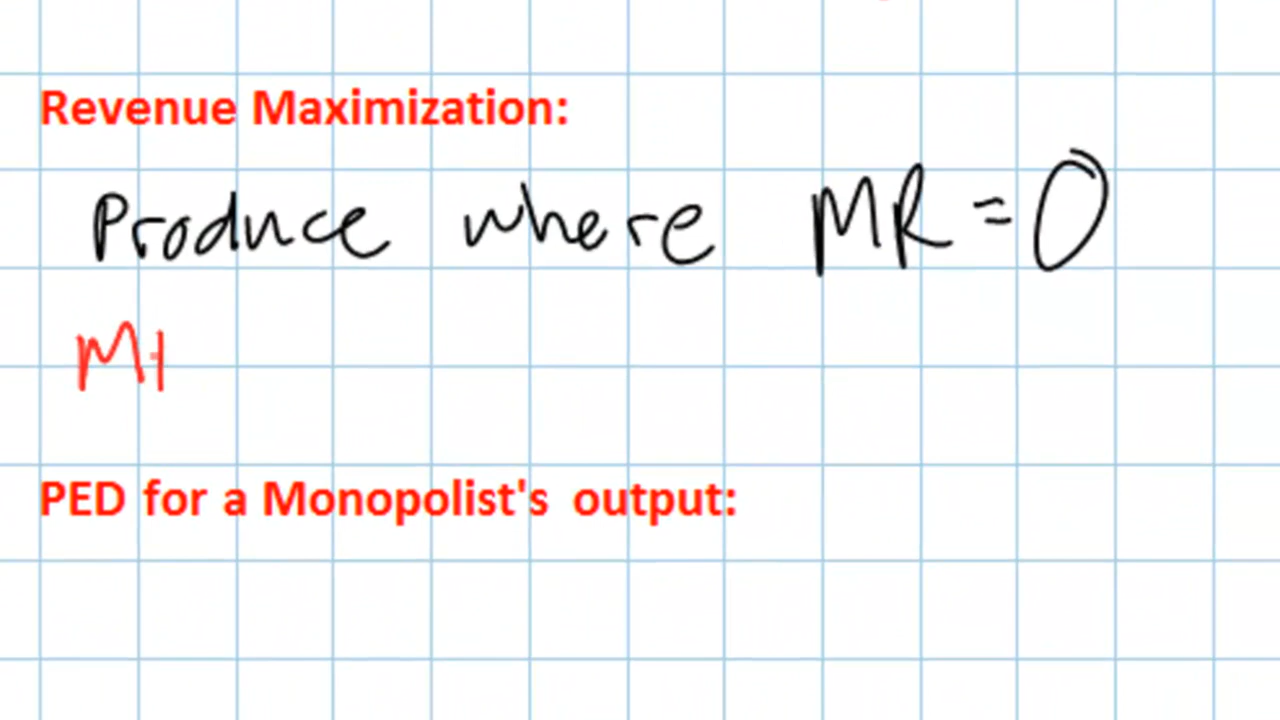 Revenue Maximization:
Produce where MR = 0
PED for a Monopolist's output: